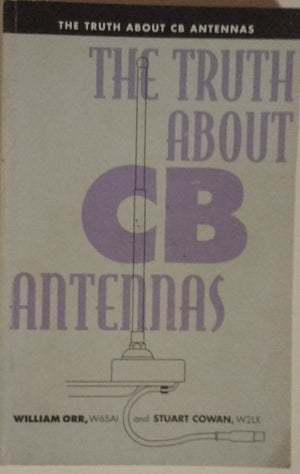 THE TRUTH ABOUT CB ANTENNAS
THE TRUTH
ABOUT
CB
ANTENNAS
WILLIAM ORR, W6SAI and STUART COWAN, W2LX